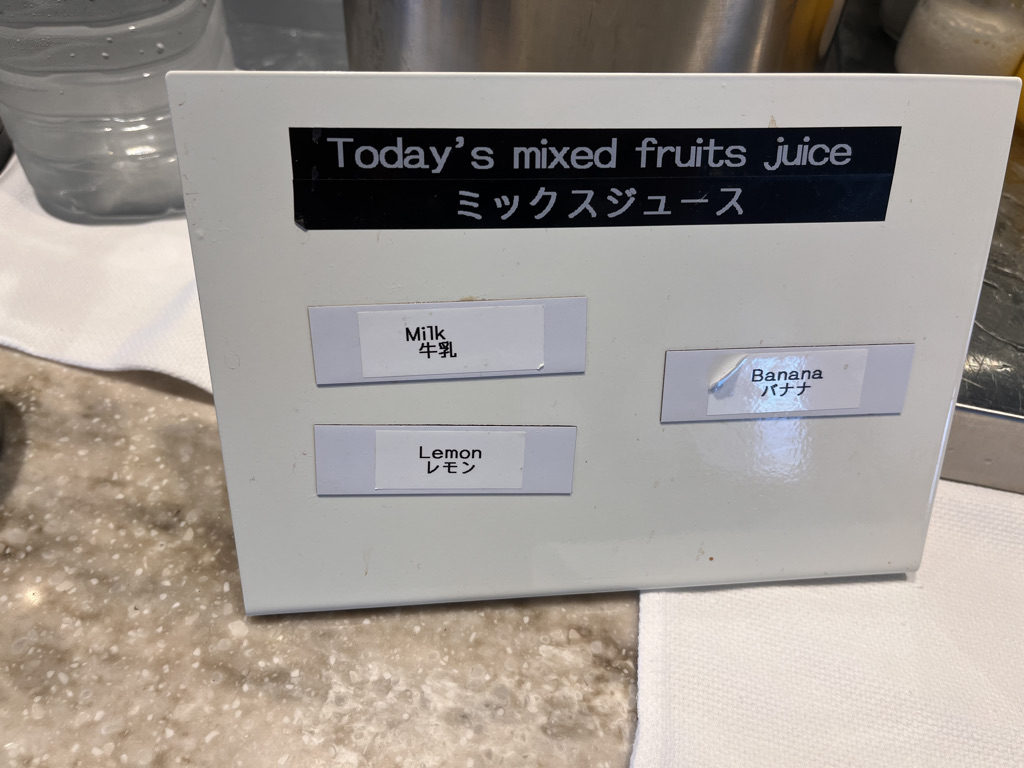 Today's mixed fruits juice
ミックスジュース
Milk
牛乳
Banana
バナナ
Lemon
レモン